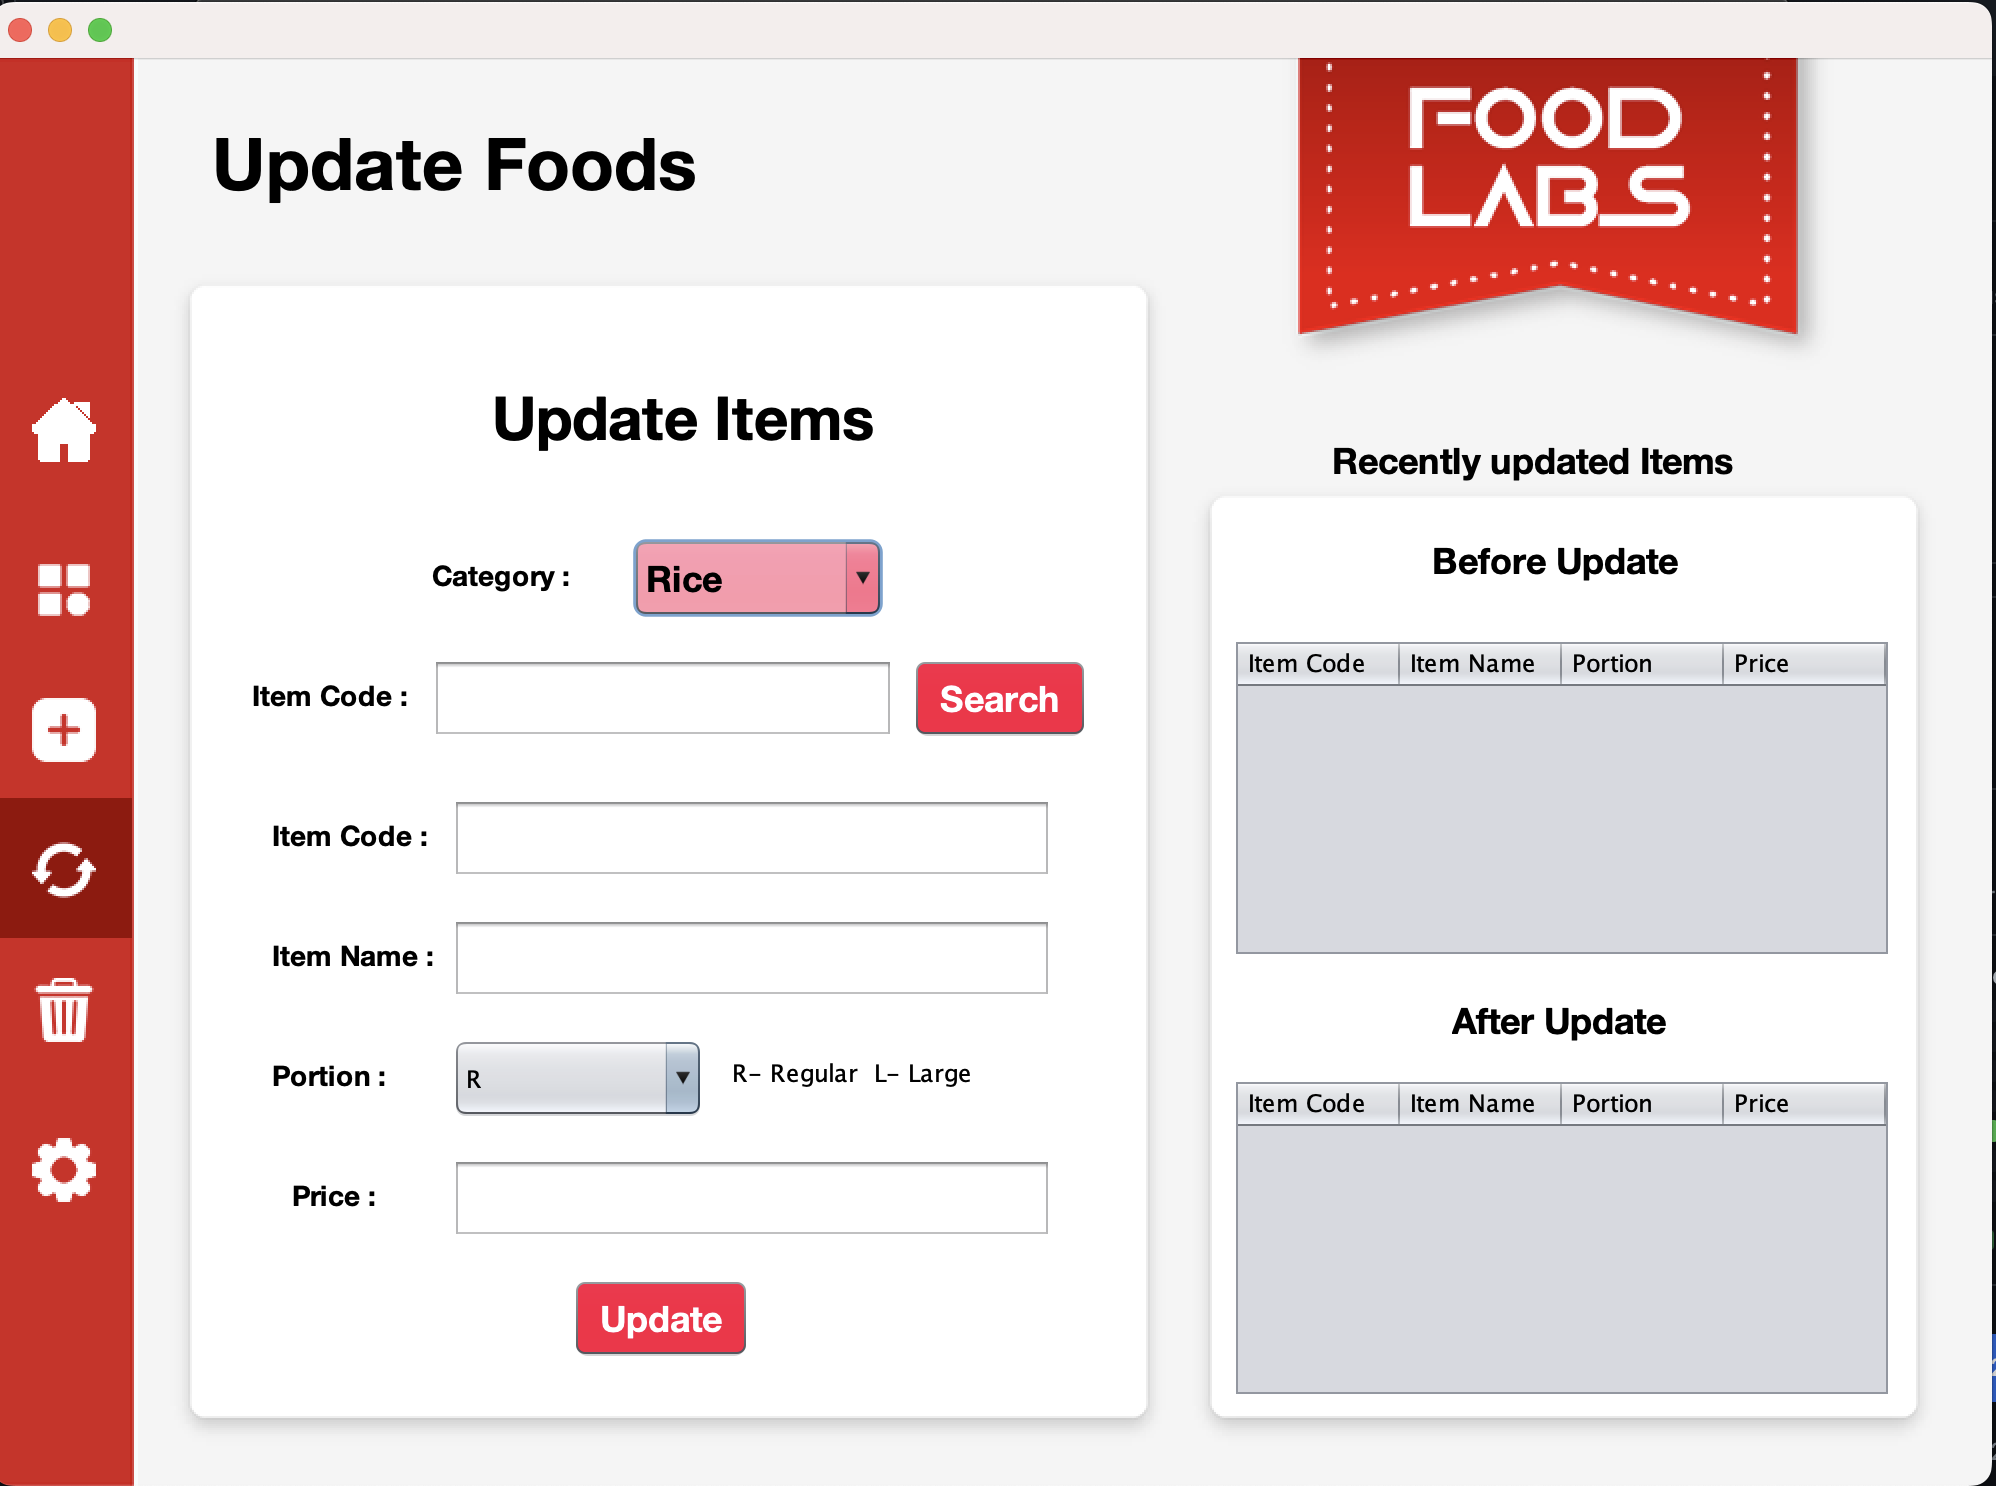 Update Foods
FOOD
LABS
Update Items
Category :
Rice
Item Code :
Search
Item Code :
Item Name :
Portion :
R
R- Regular  L- Large
Price :
Update
Recently updated Items
Before Update
Item Code Item Name Portion Price
After Update
Item Code Item Name Portion Price